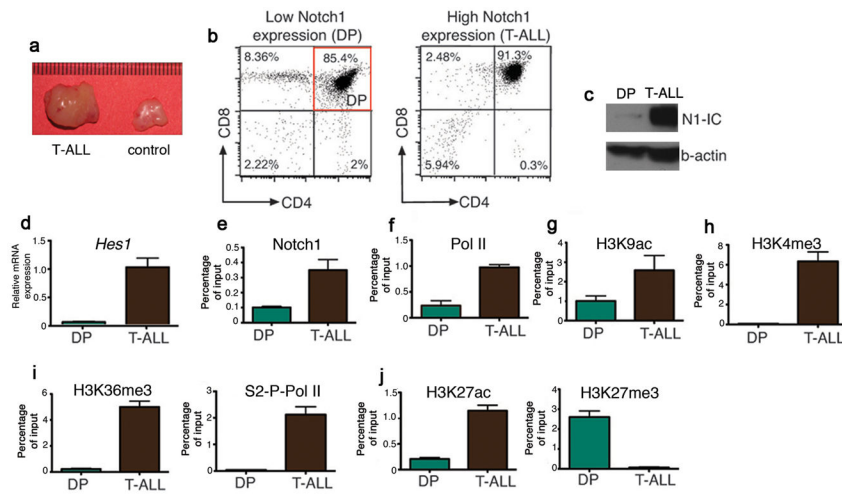 a
T-ALL control
b
Low Notch1
expression (DP)
High Notch1
expression (T-ALL)
8.36% 85.4%
DP
2.22% 2%
CD8
CD4
2.48% 91.3%
5.94% 0.3%
CD8
CD4
c
DP T-ALL
N1-IC
b-actin
d
Hes1
Relative mRNA
expression
1.5
1.0
0.5
0.0
DP T-ALL
e
Notch1
Percentage
of input
0.5
0.4
0.3
0.2
0.1
0.0
DP T-ALL
f
Pol II
Percentage
of input
1.5
1.0
0.5
0.0
DP T-ALL
g
H3K9ac
Percentage
of input
4
3
2
1
0
DP T-ALL
h
H3K4me3
Percentage
of input
8
6
4
2
0
DP T-ALL
i
H3K36me3
Percentage
of input
6
4
2
0
DP T-ALL
S2-P-Pol II
Percentage
of input
3
2
1
0
DP T-ALL
j
H3K27ac
Percentage
of input
1.5
1.0
0.5
0.0
DP T-ALL
H3K27me3
Percentage
of input
4
3
2
1
0
DP T-ALL